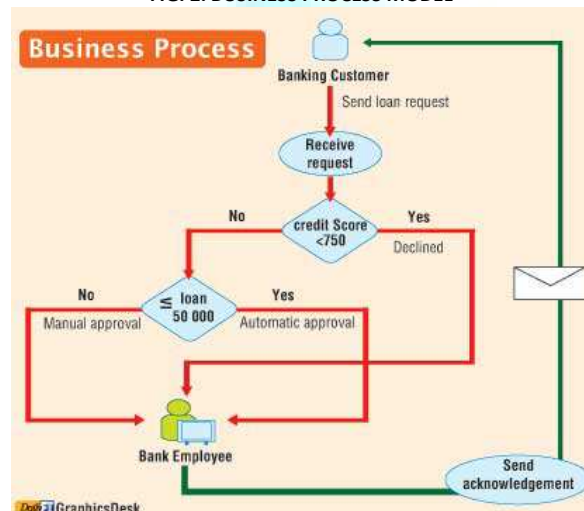 Business Process
Banking Customer
Send loan request
Receive
request
No
credit Score
<750
Yes
Declined
No
Manual approval
≤ loan
50 000
Yes
Automatic approval
Bank Employee
Send
acknowledgement
GraphicsDesk